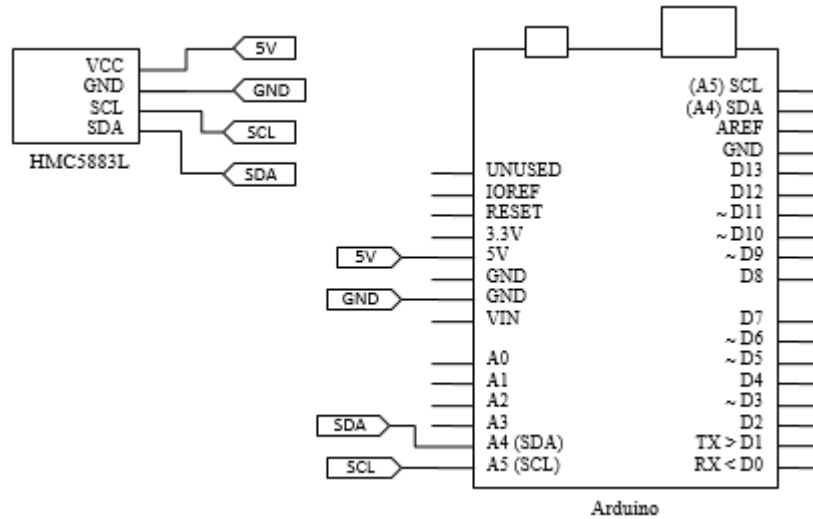 VCC
GND
SCL
SDA
HMC5883L
5V
GND
SCL
SDA
5V
GND
SDA
SCL
UNUSED
IOREF
RESET
3.3V
5V
GND
GND
VIN
A0
A1
A2
A3
A4 (SDA)
A5 (SCL)
(A5) SCL
(A4) SDA
AREF
GND
D13
D12
~ D11
~ D10
~ D9
D8
D7
~ D6
~ D5
D4
~ D3
D2
TX > D1
RX < D0
Arduino